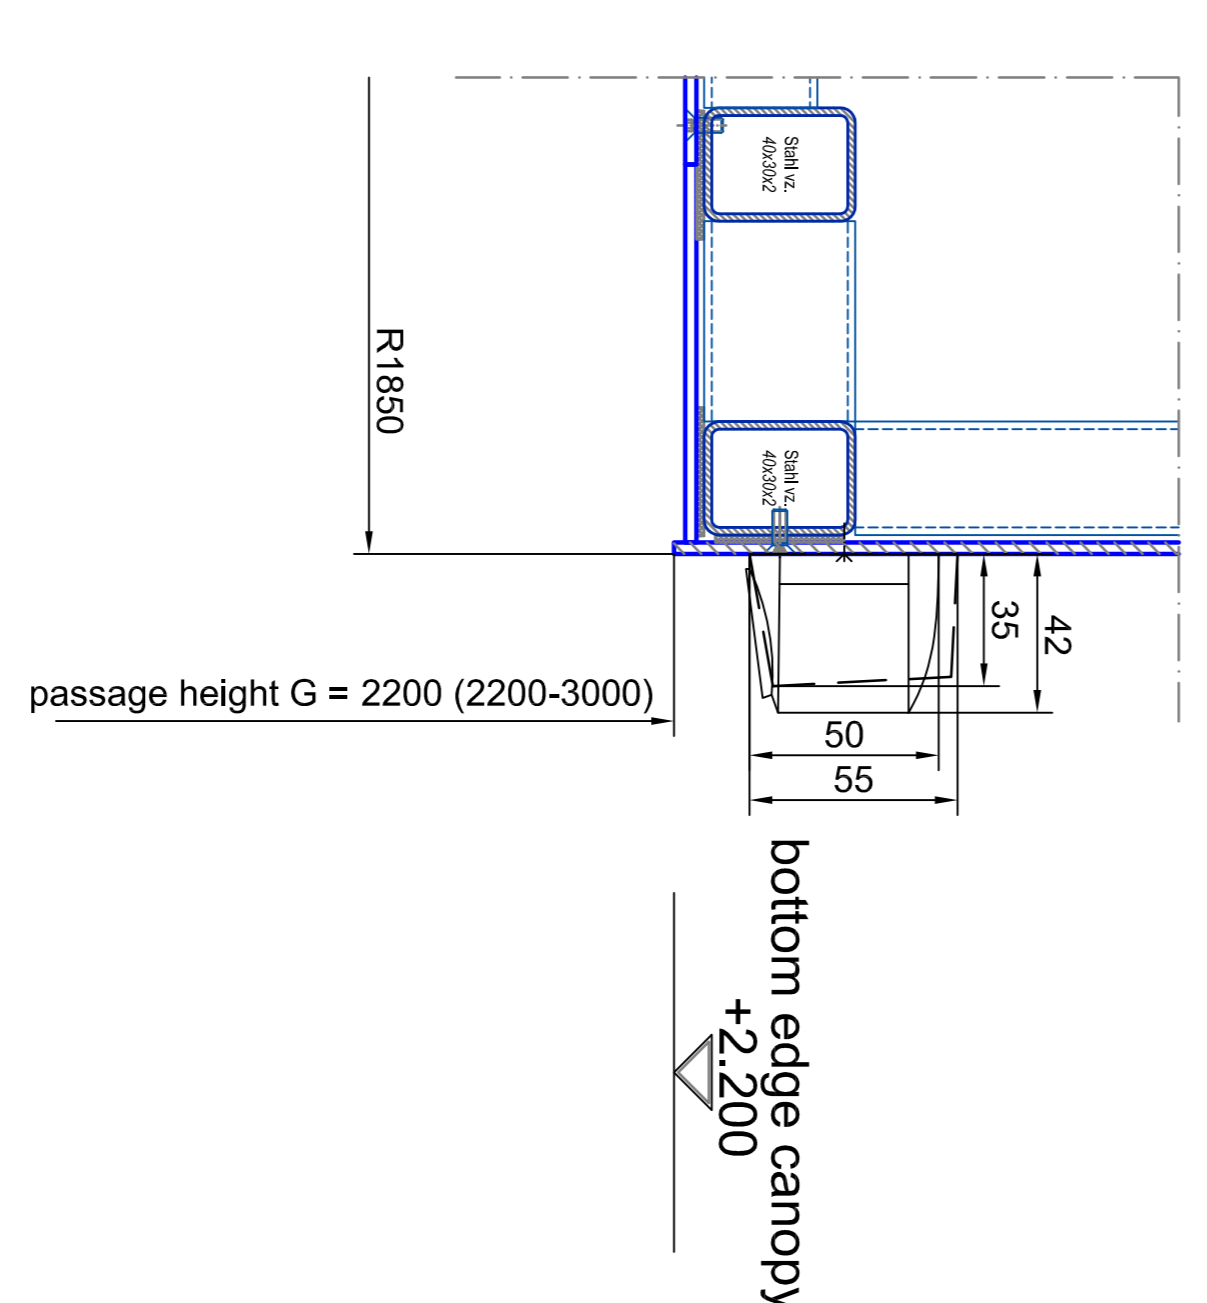 Stahl vz.
40x30x2
R1850
Stahl vz.
40x30x2
35
42
passage height G = 2200 (2200-3000)
50
55
bottom edge canopy
+2.200